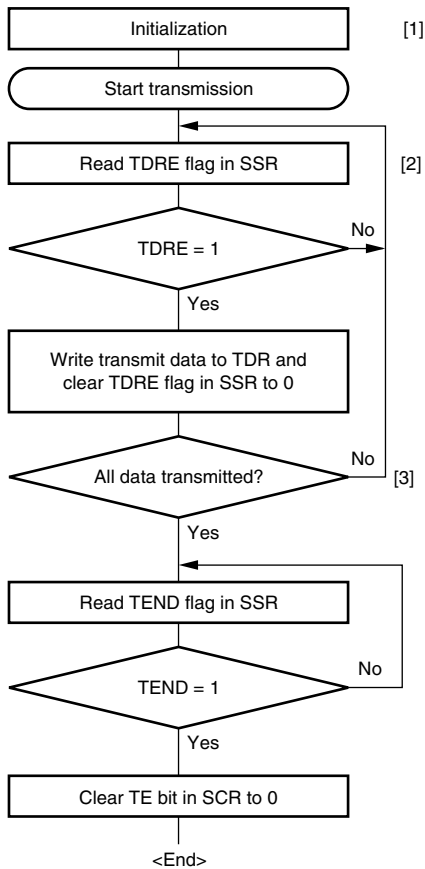 Initialization
[1]
Start transmission
Read TDRE flag in SSR
[2]
No
TDRE = 1
Yes
Write transmit data to TDR and
clear TDRE flag in SSR to 0
No
All data transmitted?
[3]
Yes
Read TEND flag in SSR
No
TEND = 1
Yes
Clear TE bit in SCR to 0
<End>